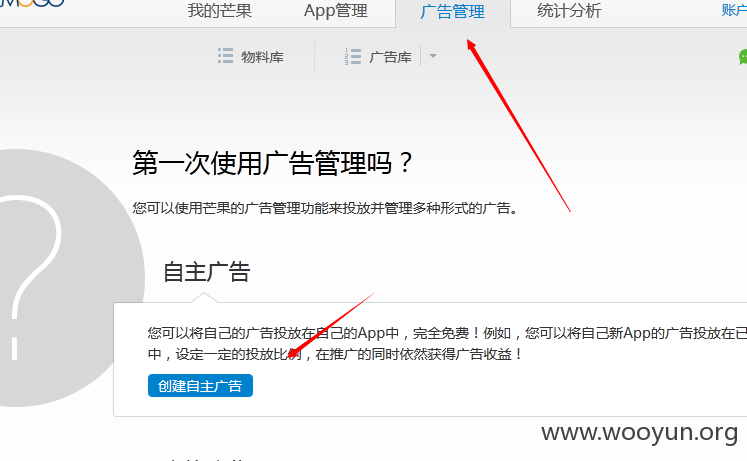 我的芒果 App管理 广告管理 统计分析 账户
物料库 广告库
第一次使用广告管理吗？
您可以使用芒果的广告管理功能来投放并管理多种形式的广告。
自主广告
您可以将自己的广告投放在自己的App中，完全免费！例如，您可以将自己新App的广告投放在已
中，设定一定的投放比例，在推广的同时依然获得广告收益！
创建自主广告
www.wooyun.org